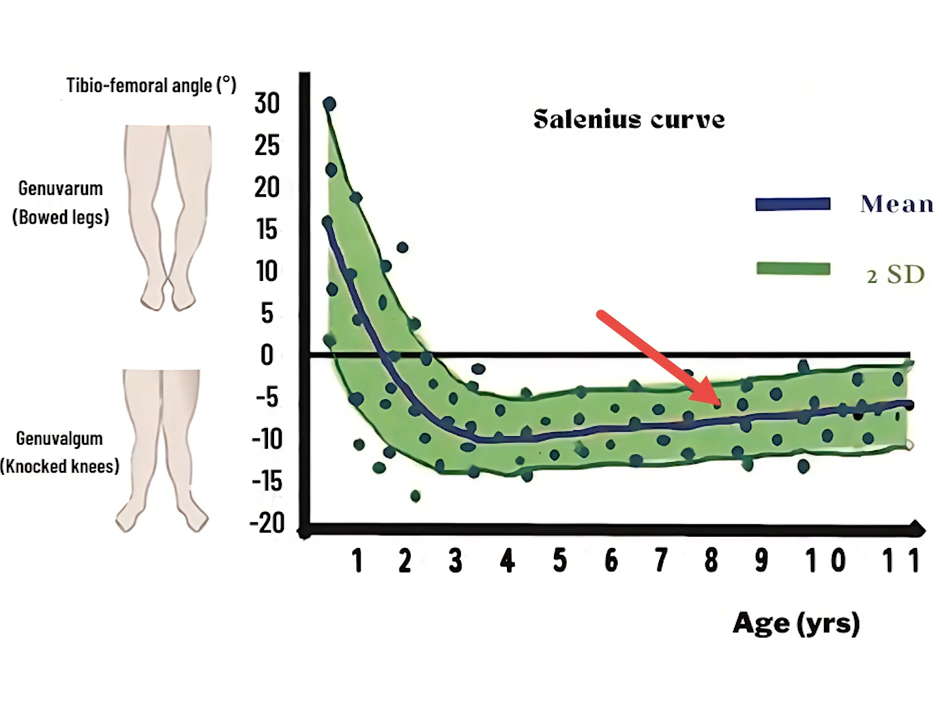 Tibio-femoral angle (°)
Salenius curve
Mean
2 SD
Genuvarum
(Bowed legs)
Genuvalgum
(Knocked knees)
30
25
20
15
10
5
0
-5
-10
-15
-20
1 2 3 4 5 6 7 8 9 10 11
Age (yrs)